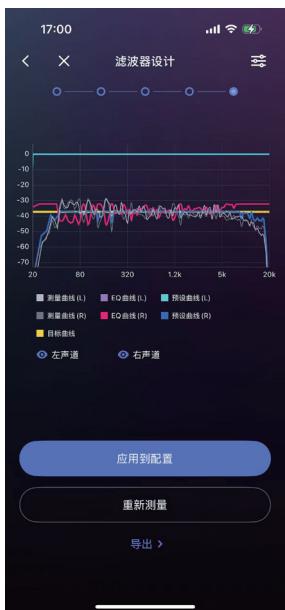 17:00
滤波器设计
0
-10
-20
-30
-40
-50
-60
-70
20 80 320 1.2k 5k 20k
测量曲线 (L) EQ曲线 (L) 预设曲线 (L)
测量曲线 (R) EQ曲线 (R) 预设曲线 (R)
目标曲线
左声道 右声道
应用到配置
重新测量
导出 >